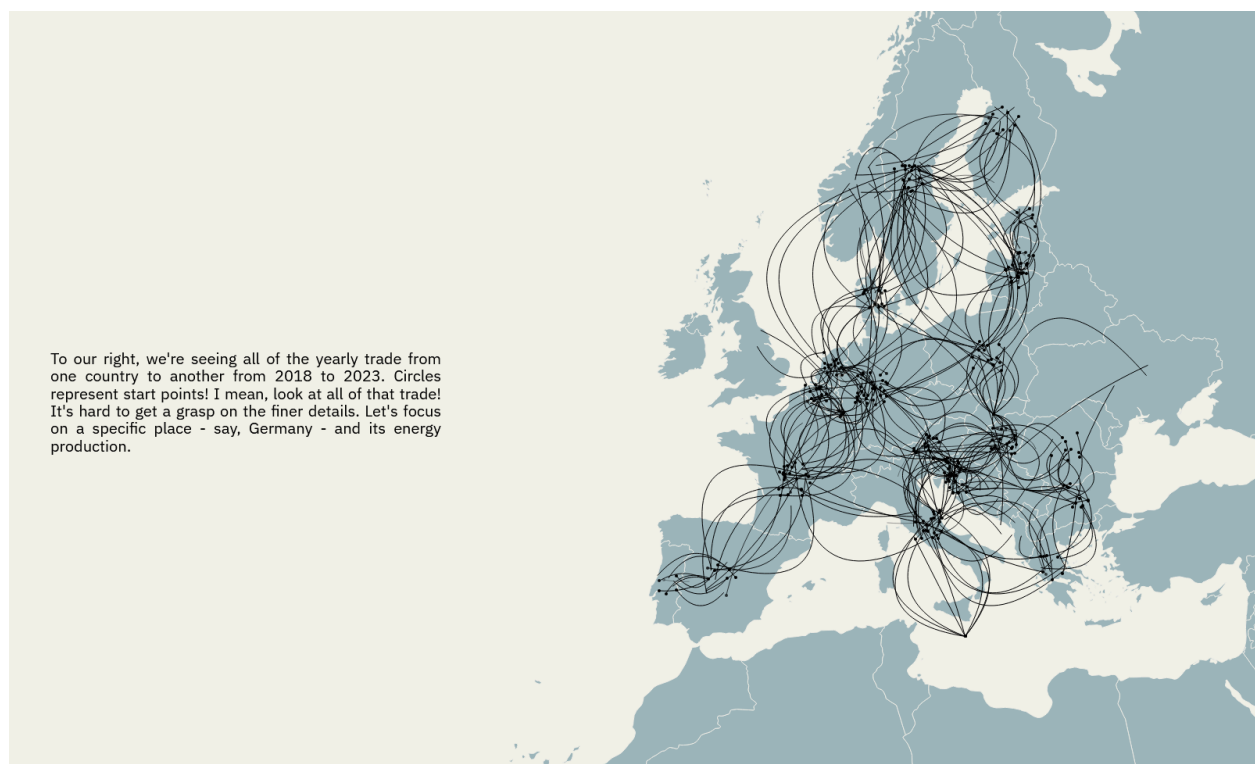 To our right, we're seeing all of the yearly trade from
one country to another from 2018 to 2023. Circles
represent start points! I mean, look at all of that trade!
It's hard to get a grasp on the finer details. Let's focus
on a specific place - say, Germany - and its energy
production.